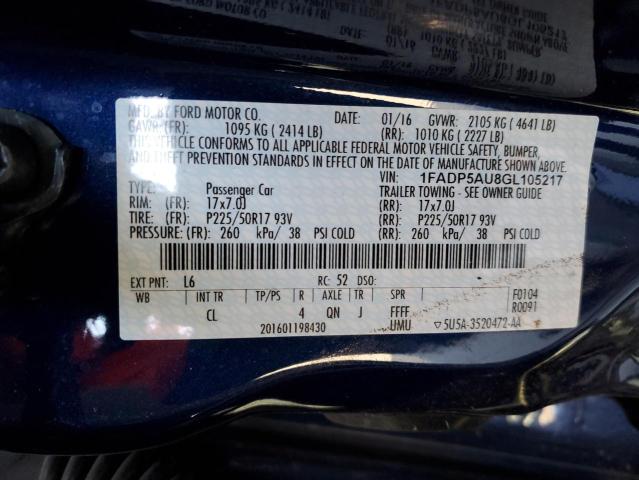 MFD. BY FORD MOTOR CO. 01/16 GVWR: 2105 KG ( 4641 LB)
GAWR:(FR): 1095 KG ( 2414 LB) (RR): 1010 KG ( 2227 LB)
THIS VEHICLE CONFORMS TO ALL APPLICABLE FEDERAL MOTOR VEHICLE SAFETY, BUMPER,
AND THEFT PREVENTION STANDARDS IN EFFECT ON THE DATE OF MANUFACTURE SHOWN ABOVE.
VIN: 1FADP5AU8GL105217
TYPE: Passenger Car TRAILER TOWING - SEE OWNER GUIDE
RIM: (FR): 17x7.0J (RR): 17x7.0J
TIRE: (FR): P225/50R17 93V (RR): P225/50R17 93V
PRESSURE: (FR): 260 kPa/ 38 PSI COLD (RR): 260 kPa/ 38 PSI COLD
EXT PNT: L6 RC: 52 DSO:
WB INT TR TP/PS R AXLE TR SPR F0104
CL 4 QN J FFFF R0091
201601198430 UMU ▽5U5A-3520472-AA